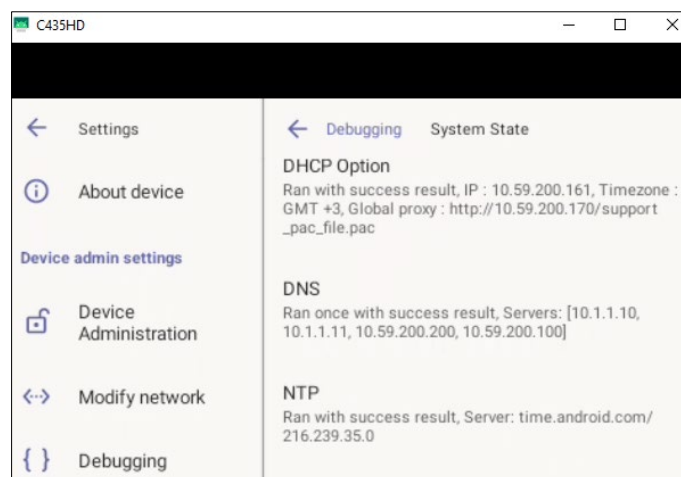 C435HD
Settings
About device
Device admin settings
Device
Administration
Modify network
Debugging
Debugging System State
DHCP Option
Ran with success result, IP : 10.59.200.161, Timezone :
GMT +3, Global proxy : http://10.59.200.170/support
_pac_file.pac
DNS
Ran once with success result, Servers: [10.1.1.10,
10.1.1.11, 10.59.200.200, 10.59.200.100]
NTP
Ran with success result, Server: time.android.com/
216.239.35.0